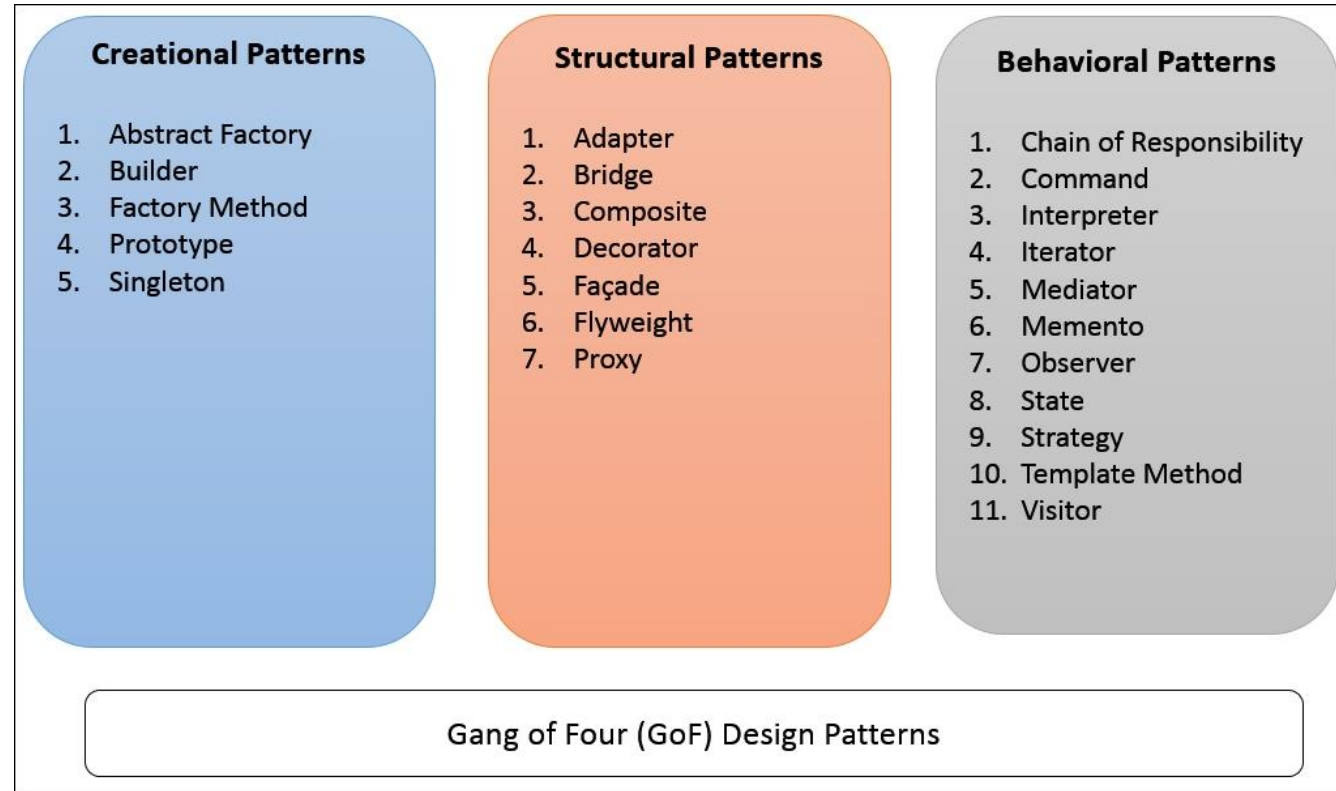 Creational Patterns
1. Abstract Factory
2. Builder
3. Factory Method
4. Prototype
5. Singleton
Structural Patterns
1. Adapter
2. Bridge
3. Composite
4. Decorator
5. Façade
6. Flyweight
7. Proxy
Behavioral Patterns
1. Chain of Responsibility
2. Command
3. Interpreter
4. Iterator
5. Mediator
6. Memento
7. Observer
8. State
9. Strategy
10. Template Method
11. Visitor
Gang of Four (GoF) Design Patterns